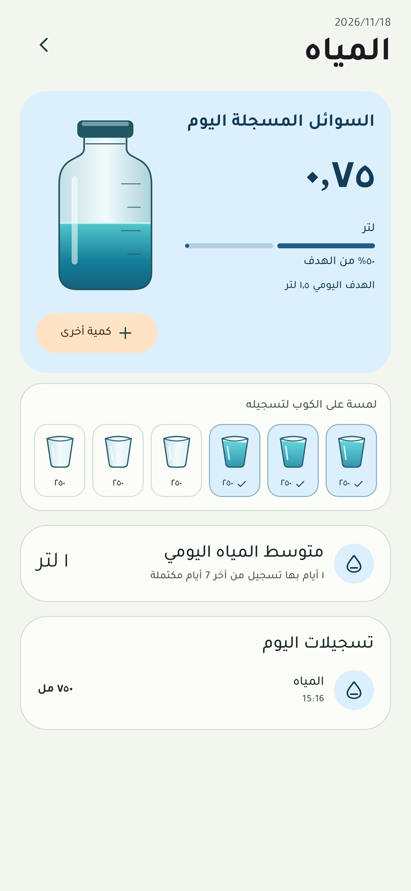 2026/11/18
المياه
السوائل المسجلة اليوم
٠٫٧٥
لتر
٥٠% من الهدف
الهدف اليومي ١٫٥ لتر
كمية أخرى
لمسة على الكوب لتسجيله
٢٥٠
٢٥٠
٢٥٠
٢٥٠
٢٥٠
٢٥٠
متوسط المياه اليومي
١ لتر
١ أيام بها تسجيل من آخر 7 أيام مكتملة
تسجيلات اليوم
المياه
٧٥٠ مل
15:16